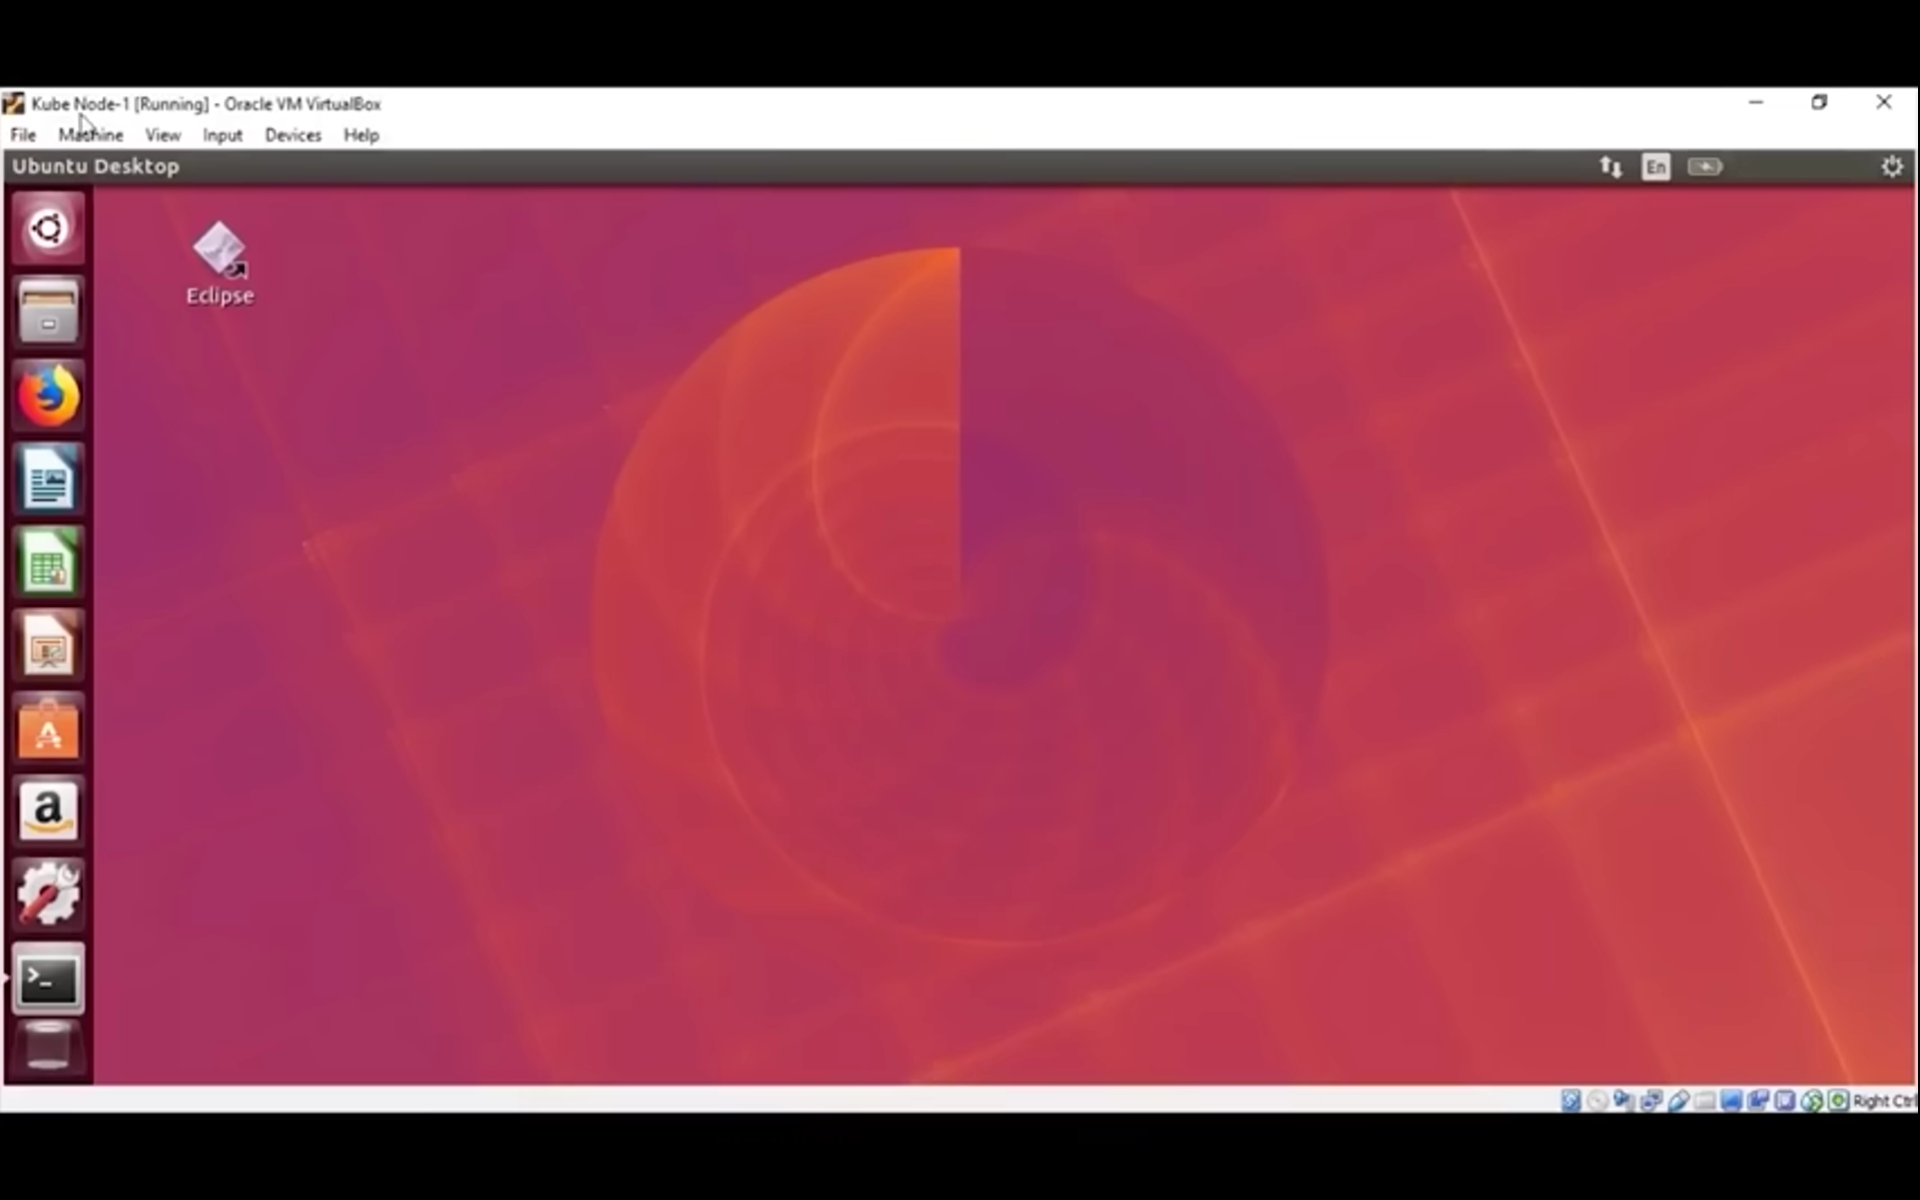 Kube Node-1 [Running] - Oracle VM VirtualBox
File Machine View Input Devices Help
Ubuntu Desktop
En
Eclipse
Right Ctrl